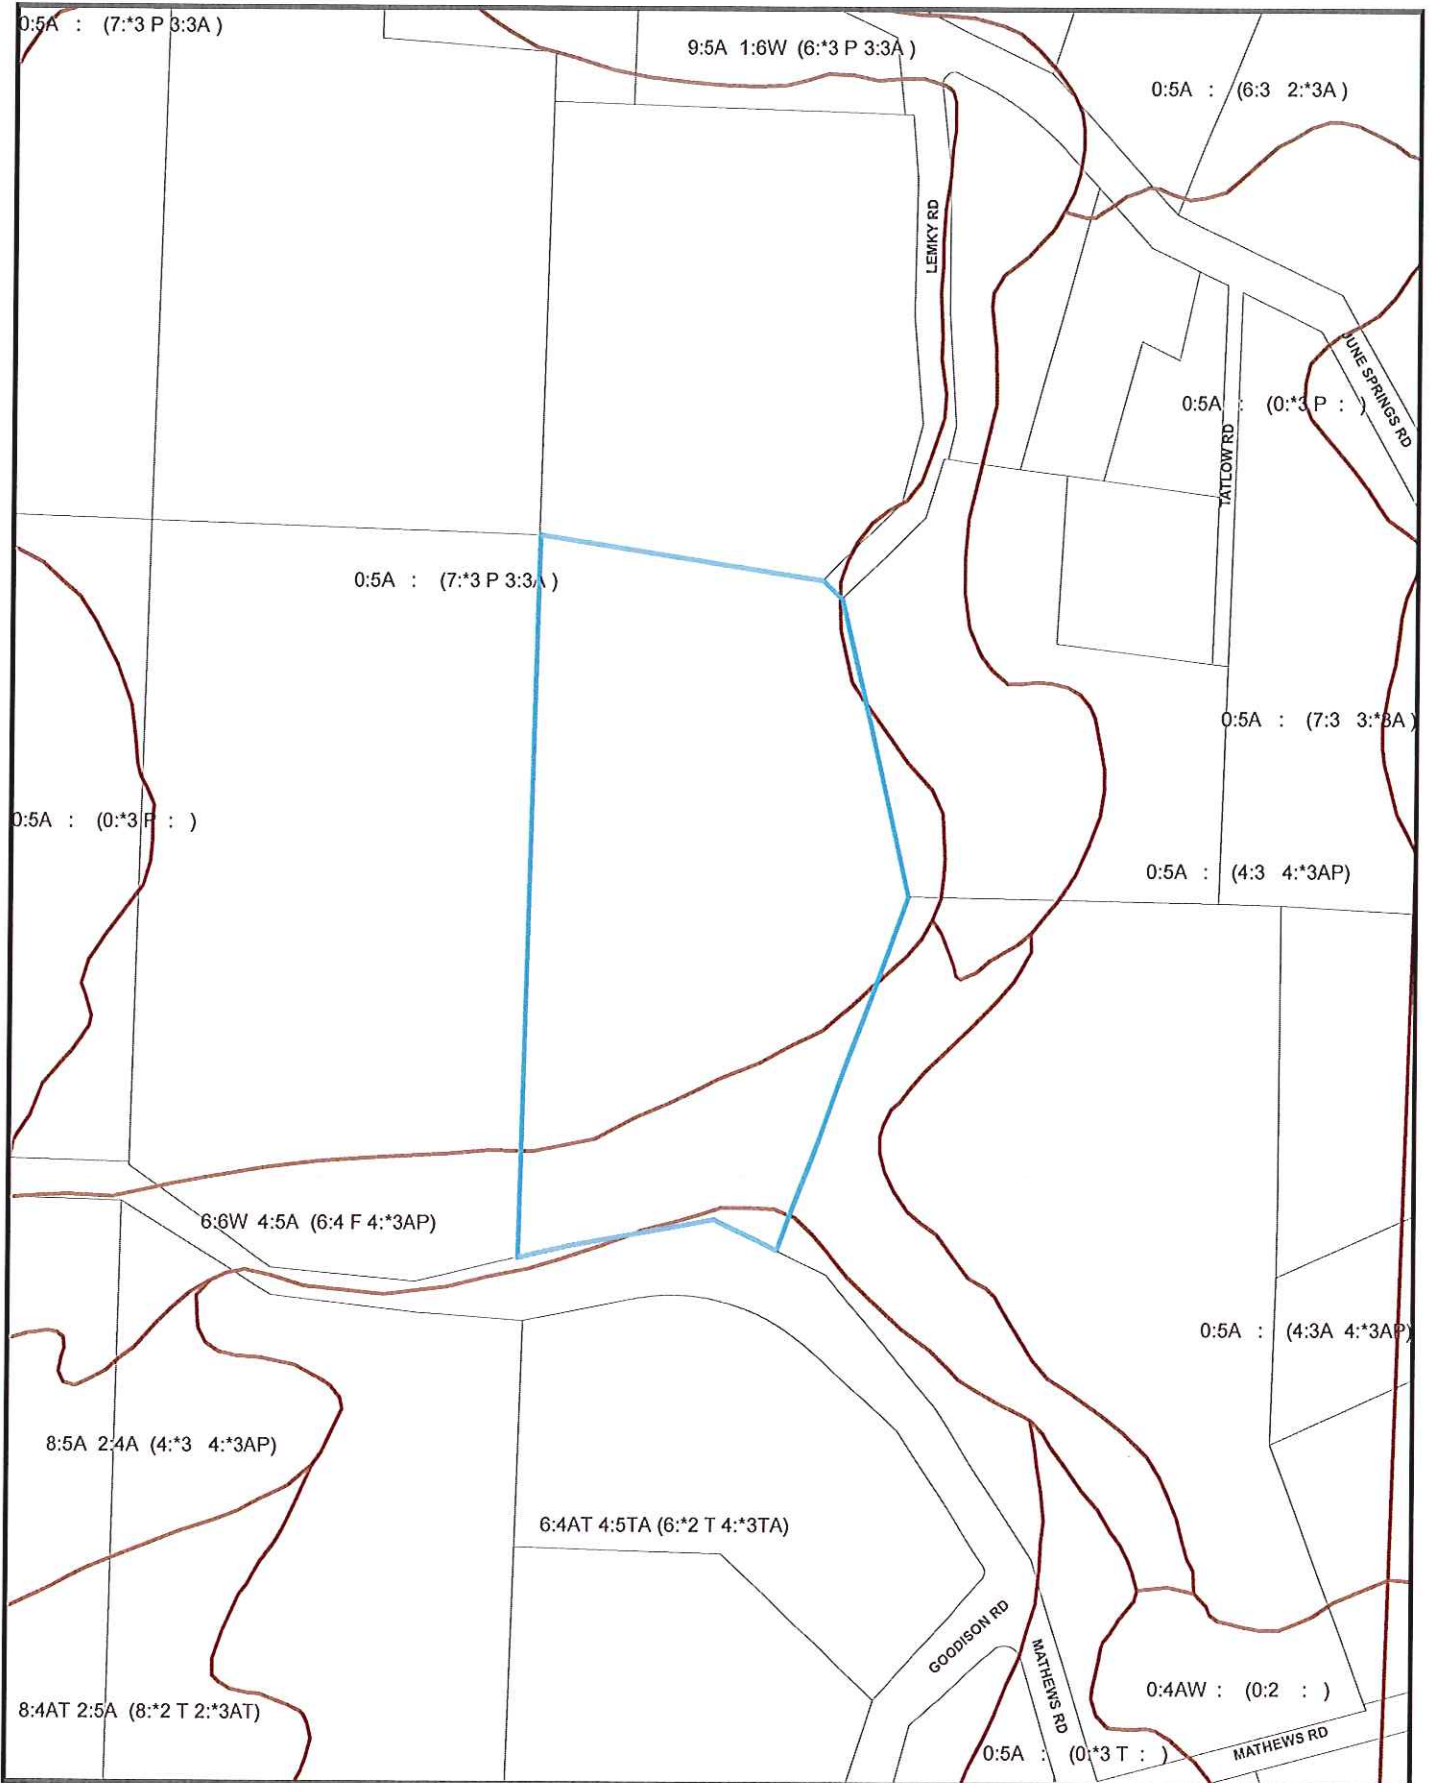 0:5A : (7:*3 P 3:3A )
9:5A 1:6W (6:*3 P 3:3A )
0:5A : (6:3 2:*3A )
LEMKY RD
JUNE SPRINGS RD
0:5A : (0:*3 P : )
TATLOW RD
0:5A : (7:*3 P 3:3A )
0:5A : (7:3 3:*3A )
0:5A : (0:*3 P : )
0:5A : (4:3 4:*3AP)
6:6W 4:5A (6:4 F 4:*3AP)
0:5A : (4:3A 4:*3AP)
8:5A 2:4A (4:*3 4:*3AP)
6:4AT 4:5TA (6:*2 T 4:*3TA)
GOODISON RD
MATHEWS RD
0:4AW : (0:2 : )
8:4AT 2:5A (8:*2 T 2:*3AT)
MATHEWS RD
0:5A : (0:*3 T : )